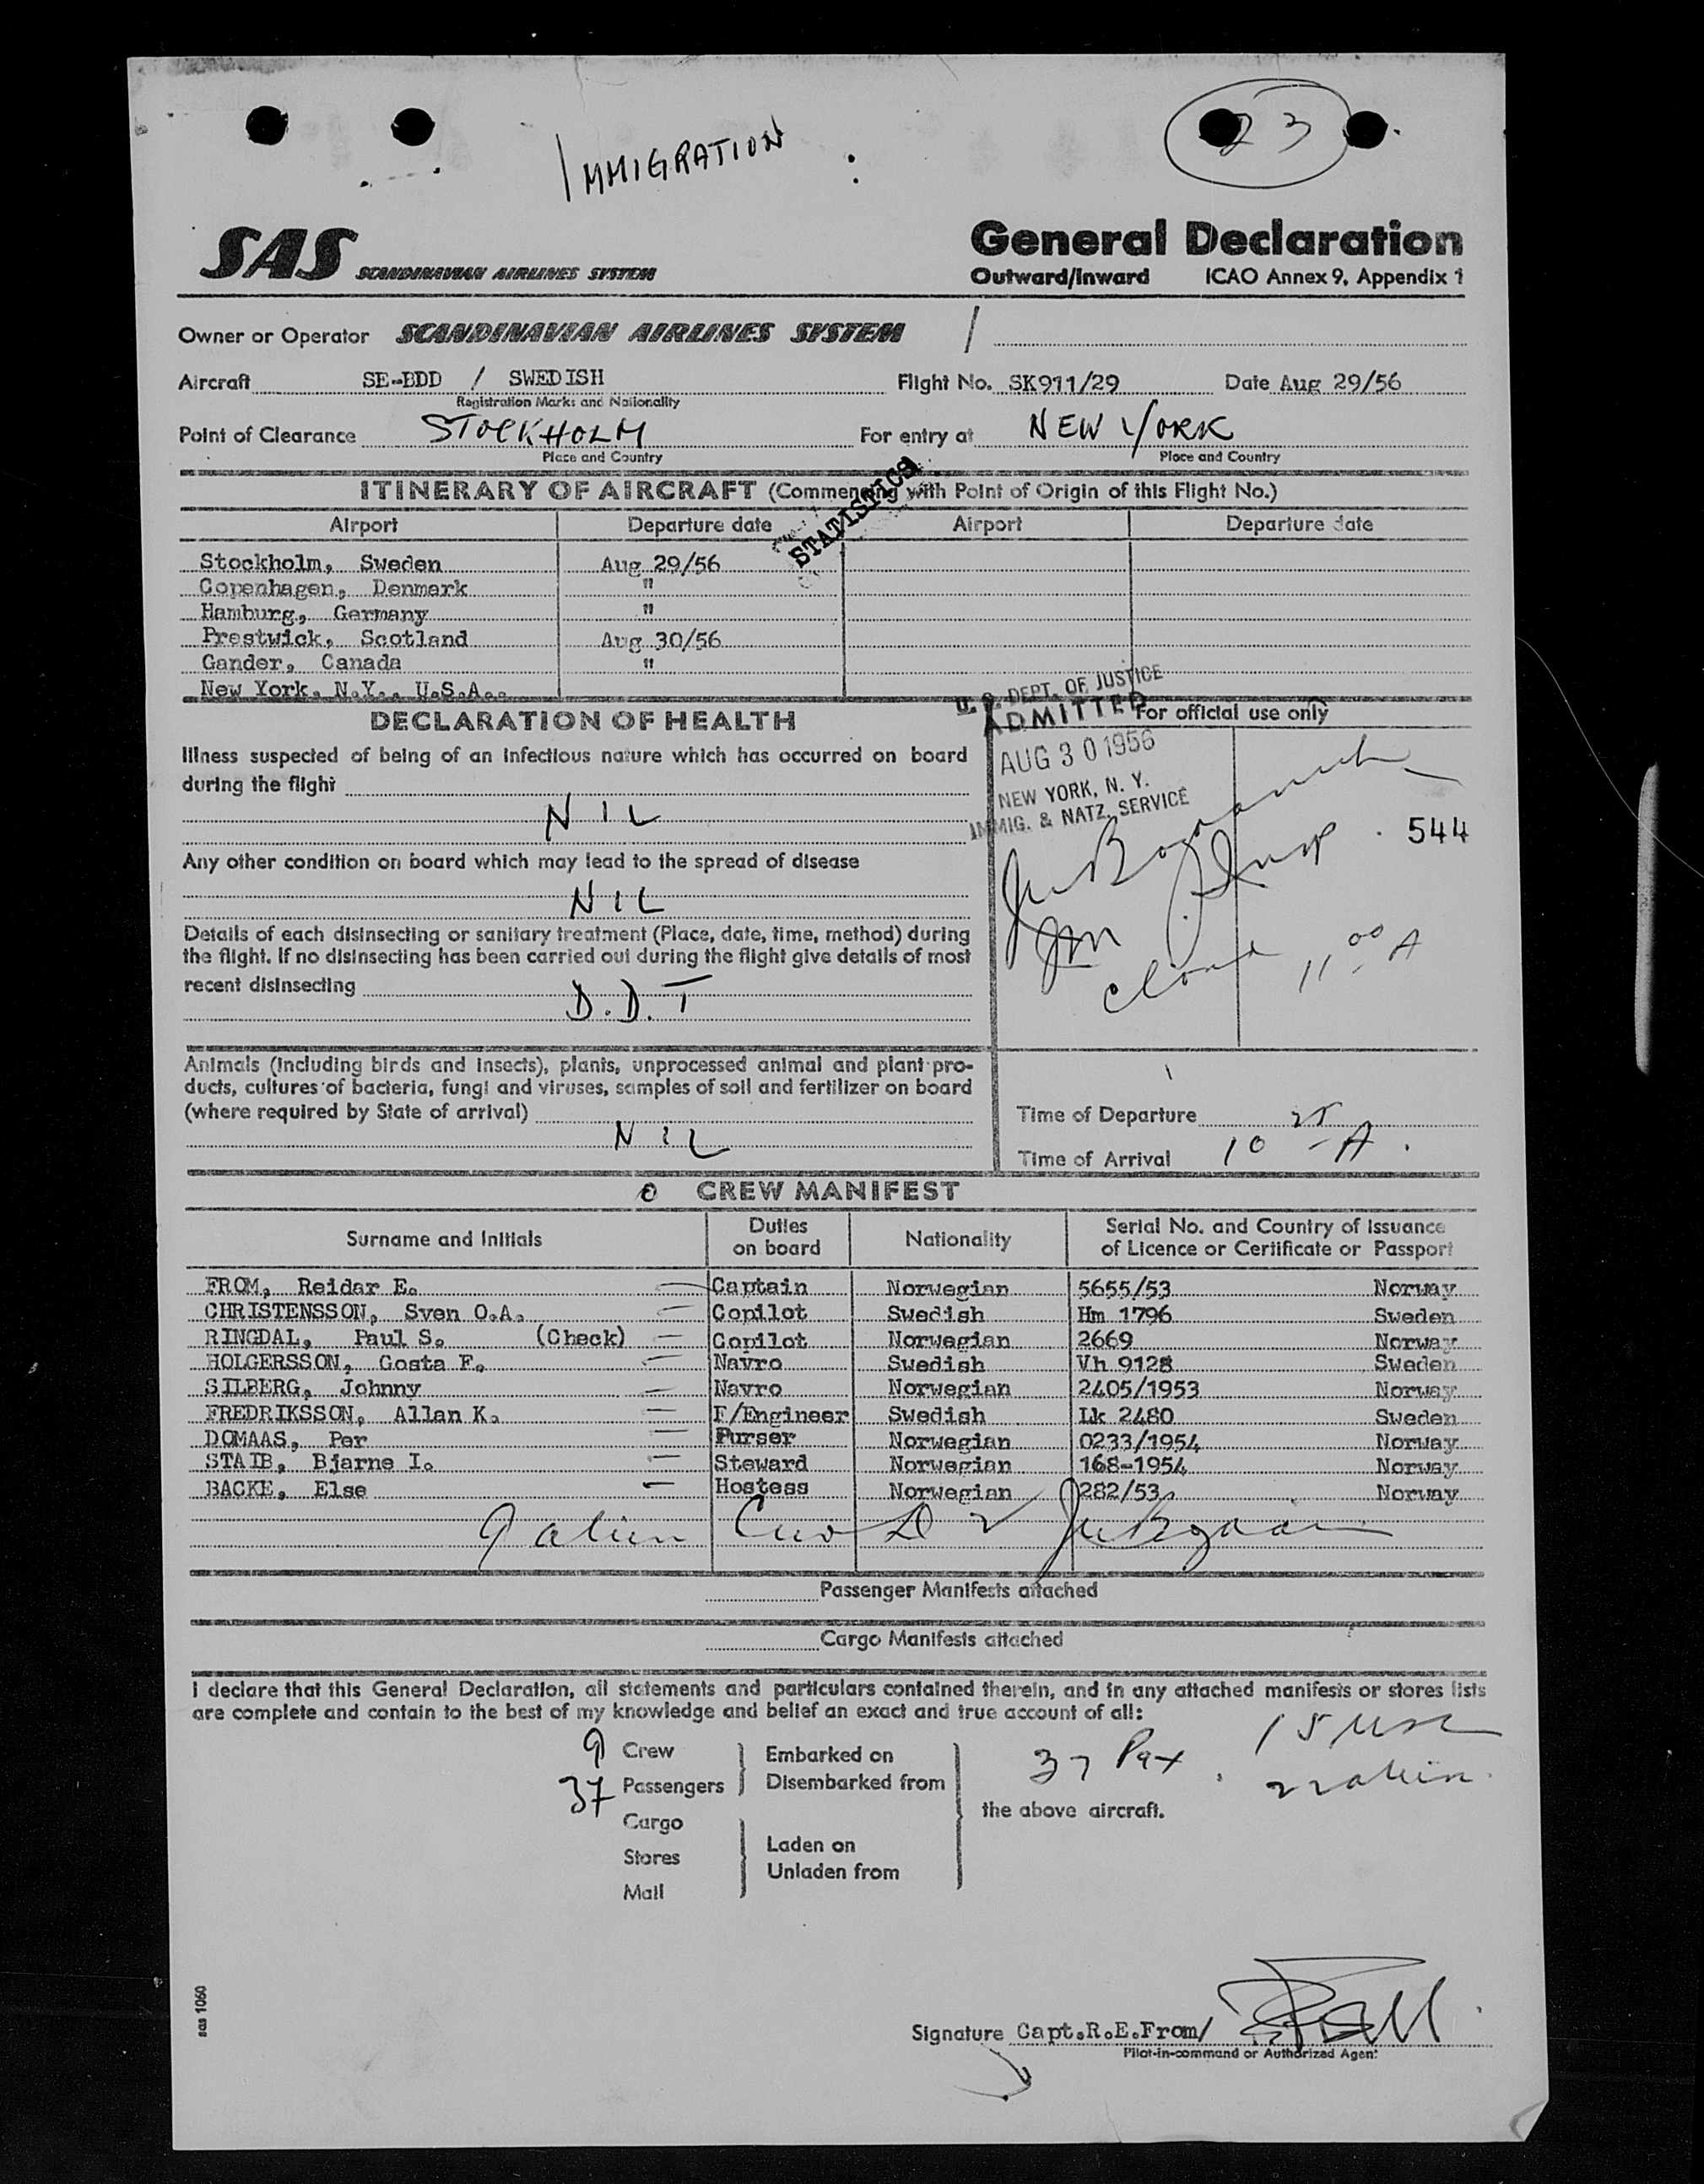 IMMIGRATION
23
SAS SCANDINAVIAN AIRLINES SYSTEM
General Declaration
Outward/Inward ICAO Annex 9, Appendix 1
Owner or Operator SCANDINAVIAN AIRLINES SYSTEM /
Aircraft SE-BDD / SWEDISH Flight No. SK911/29 Date Aug 29/56
Registration Marks and Nationality
Point of Clearance STOCKHOLM For entry at NEW YORK
Place and Country Place and Country
ITINERARY OF AIRCRAFT (Commencing with Point of Origin of this Flight No.)
STATISTICS
Airport Departure date Airport Departure date
Stockholm, Sweden Aug 29/56
Copenhagen, Denmark "
Hamburg, Germany "
Prestwick, Scotland Aug 30/56
Gander, Canada "
New York, N.Y., U.S.A..
DECLARATION OF HEALTH
Illness suspected of being of an infectious nature which has occurred on board
during the flight
NIL
Any other condition on board which may lead to the spread of disease
NIL
Details of each disinsecting or sanitary treatment (Place, date, time, method) during
the flight. If no disinsecting has been carried out during the flight give details of most
recent disinsecting
D.D.T
Animals (including birds and insects), plants, unprocessed animal and plant pro-
ducts, cultures of bacteria, fungi and viruses, samples of soil and fertilizer on board
(where required by State of arrival)
NIL
For official use only
U. S. DEPT. OF JUSTICE
ADMITTED
AUG 30 1956
NEW YORK, N. Y.
IMMIG. & NATZ. SERVICE
544
Imm Insp
11 00 A
Time of Departure
Time of Arrival 10 25 A.
CREW MANIFEST
Surname and Initials Duties on board Nationality Serial No. and Country of Issuance of Licence or Certificate or Passport
FROM, Reidar E. Captain Norwegian 5655/53 Norway
CHRISTENSSON, Sven O.A. Copilot Swedish Hm 1796 Sweden
RINGDAL, Paul S. (Check) Copilot Norwegian 2669 Norway
HOLGERSSON, Gosta F. Navro Swedish Vh 9128 Sweden
SILBERG, Johnny Navro Norwegian 2405/1953 Norway
FREDRIKSSON, Allan K. F/Engineer Swedish Lk 2480 Sweden
DOMAAS, Per Purser Norwegian 0233/1954 Norway
STAIB, Bjarne I. Steward Norwegian 168-1954 Norway
BACKE, Else Hostess Norwegian 282/53 Norway
9 alien Crew
Passenger Manifests attached
Cargo Manifests attached
I declare that this General Declaration, all statements and particulars contained therein, and in any attached manifests or stores lists
are complete and contain to the best of my knowledge and belief an exact and true account of all:
9 Crew
37 Passengers
Embarked on
Disembarked from
Cargo
Stores
Mail
Laden on
Unladen from
37 Pax.
15 USC
22 alien
the above aircraft.
sas 1060
Signature Capt.R.E.From/
Pilot-in-command or Authorized Agent